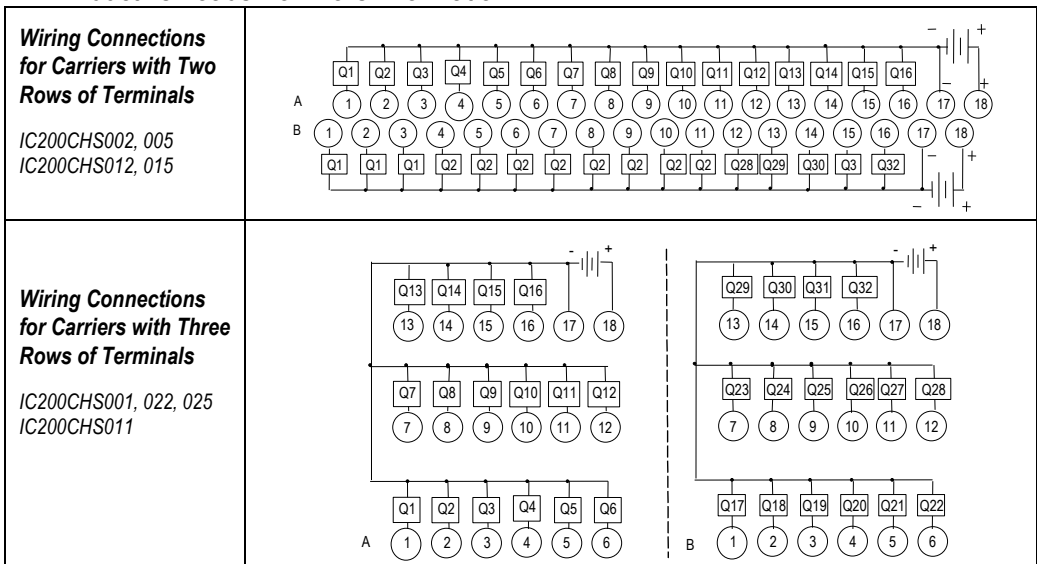 Wiring Connections
for Carriers with Two
Rows of Terminals
IC200CHS002, 005
IC200CHS012, 015
– +
Q1 Q2 Q3 Q4 Q5 Q6 Q7 Q8 Q9 Q10 Q11 Q12 Q13 Q14 Q15 Q16
– +
A 1 2 3 4 5 6 7 8 9 10 11 12 13 14 15 16 17 18
B 1 2 3 4 5 6 7 8 9 10 11 12 13 14 15 16 17 18
– +
Q1 Q1 Q1 Q2 Q2 Q2 Q2 Q2 Q2 Q2 Q2 Q28 Q29 Q30 Q3 Q32
– +
Wiring Connections
for Carriers with Three
Rows of Terminals
IC200CHS001, 022, 025
IC200CHS011
- +
Q13 Q14 Q15 Q16
13 14 15 16 17 18
Q7 Q8 Q9 Q10 Q11 Q12
7 8 9 10 11 12
Q1 Q2 Q3 Q4 Q5 Q6
A 1 2 3 4 5 6
- +
Q29 Q30 Q31 Q32
13 14 15 16 17 18
Q23 Q24 Q25 Q26 Q27 Q28
7 8 9 10 11 12
Q17 Q18 Q19 Q20 Q21 Q22
B 1 2 3 4 5 6